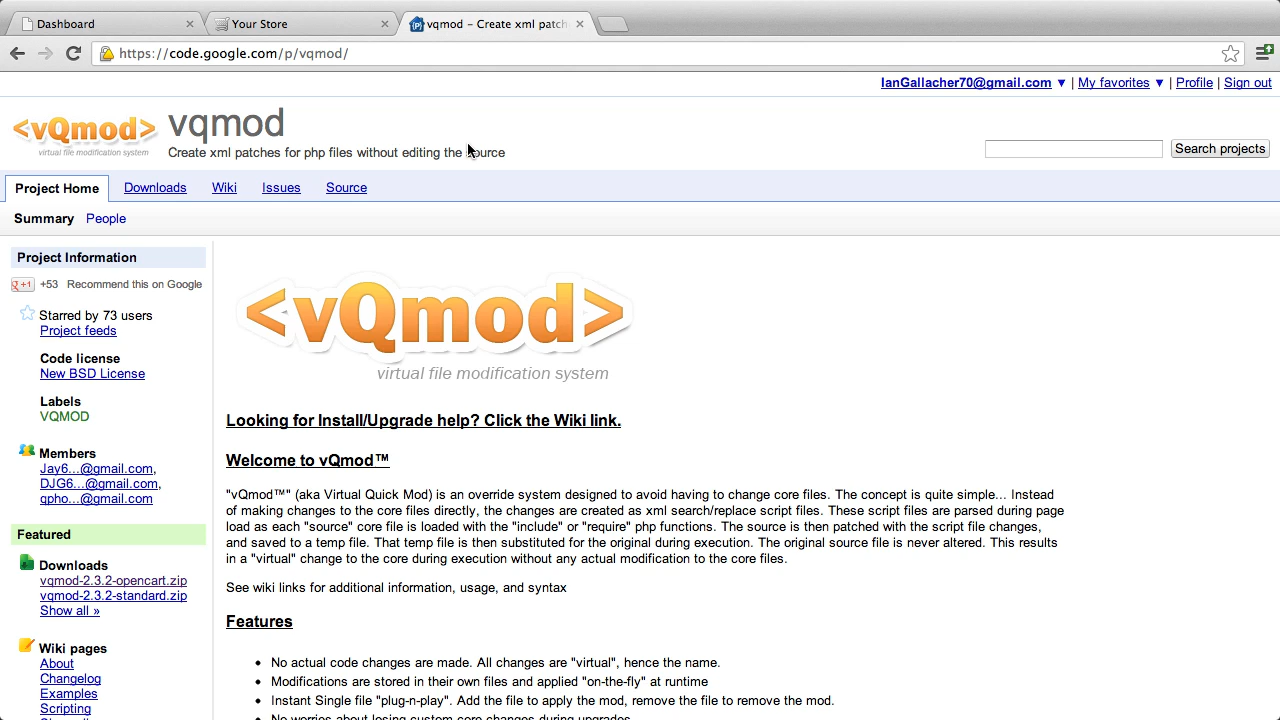 Dashboard
Your Store
vqmod - Create xml patch
https://code.google.com/p/vqmod/
IanGallacher70@gmail.com ▼ | My favorites ▼ | Profile | Sign out
<vQmod>
virtual file modification system
vqmod
Create xml patches for php files without editing the source
Search projects
Project Home
Downloads
Wiki
Issues
Source
Summary
People
Project Information
+1
+53
Recommend this on Google
Starred by 73 users
Project feeds
Code license
New BSD License
Labels
VQMOD
Members
Jay6...@gmail.com,
DJG6...@gmail.com,
gpho...@gmail.com
Featured
Downloads
vqmod-2.3.2-opencart.zip
vqmod-2.3.2-standard.zip
Show all »
Wiki pages
About
Changelog
Examples
Scripting
<vQmod>
virtual file modification system
Looking for Install/Upgrade help? Click the Wiki link.
Welcome to vQmod™
"vQmod™" (aka Virtual Quick Mod) is an override system designed to avoid having to change core files. The concept is quite simple... Instead
of making changes to the core files directly, the changes are created as xml search/replace script files. These script files are parsed during page
load as each "source" core file is loaded with the "include" or "require" php functions. The source is then patched with the script file changes,
and saved to a temp file. That temp file is then substituted for the original during execution. The original source file is never altered. This results
in a "virtual" change to the core during execution without any actual modification to the core files.
See wiki links for additional information, usage, and syntax
Features
• No actual code changes are made. All changes are "virtual", hence the name.
• Modifications are stored in their own files and applied "on-the-fly" at runtime
• Instant Single file "plug-n-play". Add the file to apply the mod, remove the file to remove the mod.
• No worries about losing custom core changes during upgrades